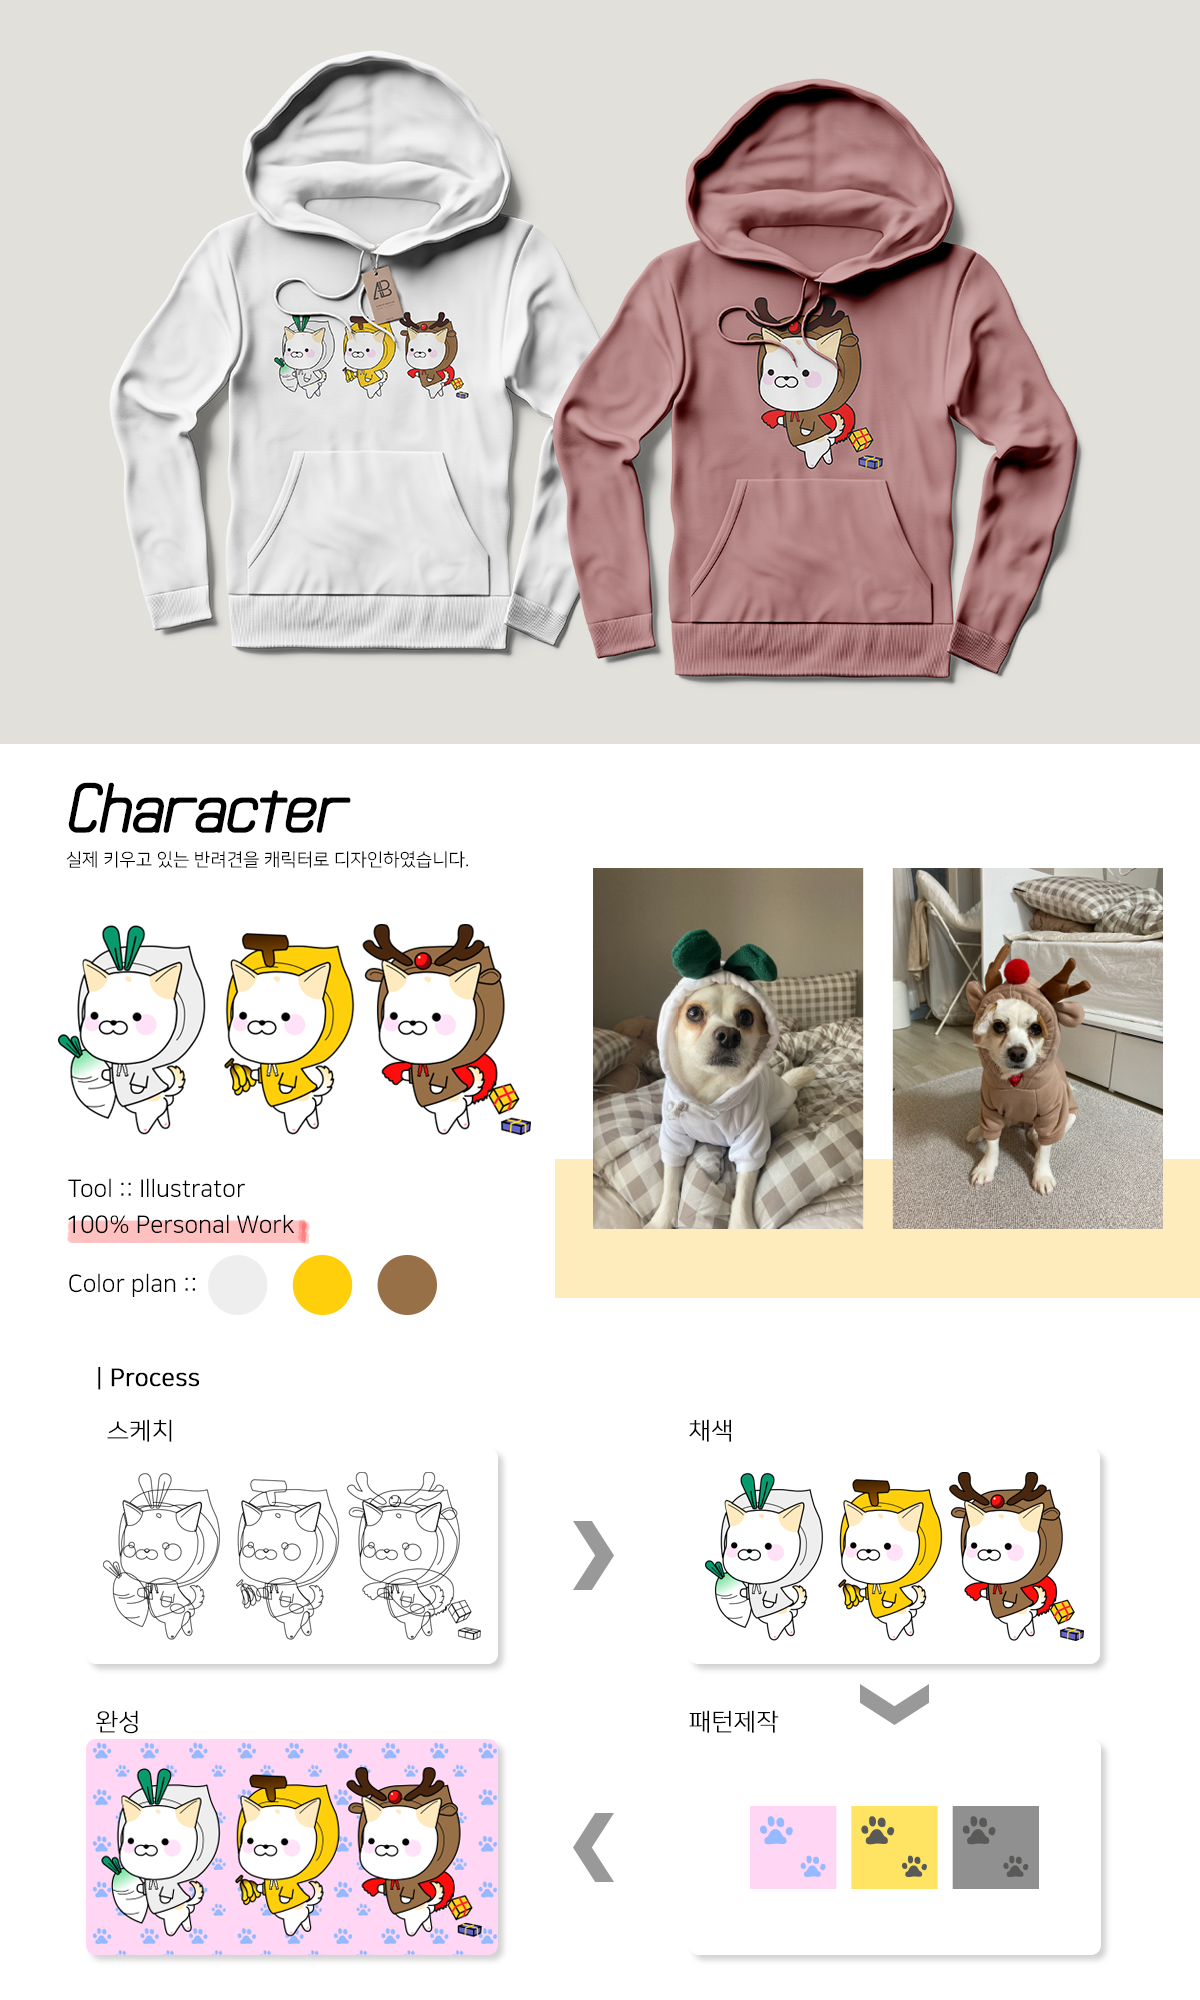 AB
Character
실제 키우고 있는 반려견을 캐릭터로 디자인하였습니다.
Tool :: Illustrator
100% Personal Work
Color plan ::
| Process
스케치
채색
완성
패턴제작